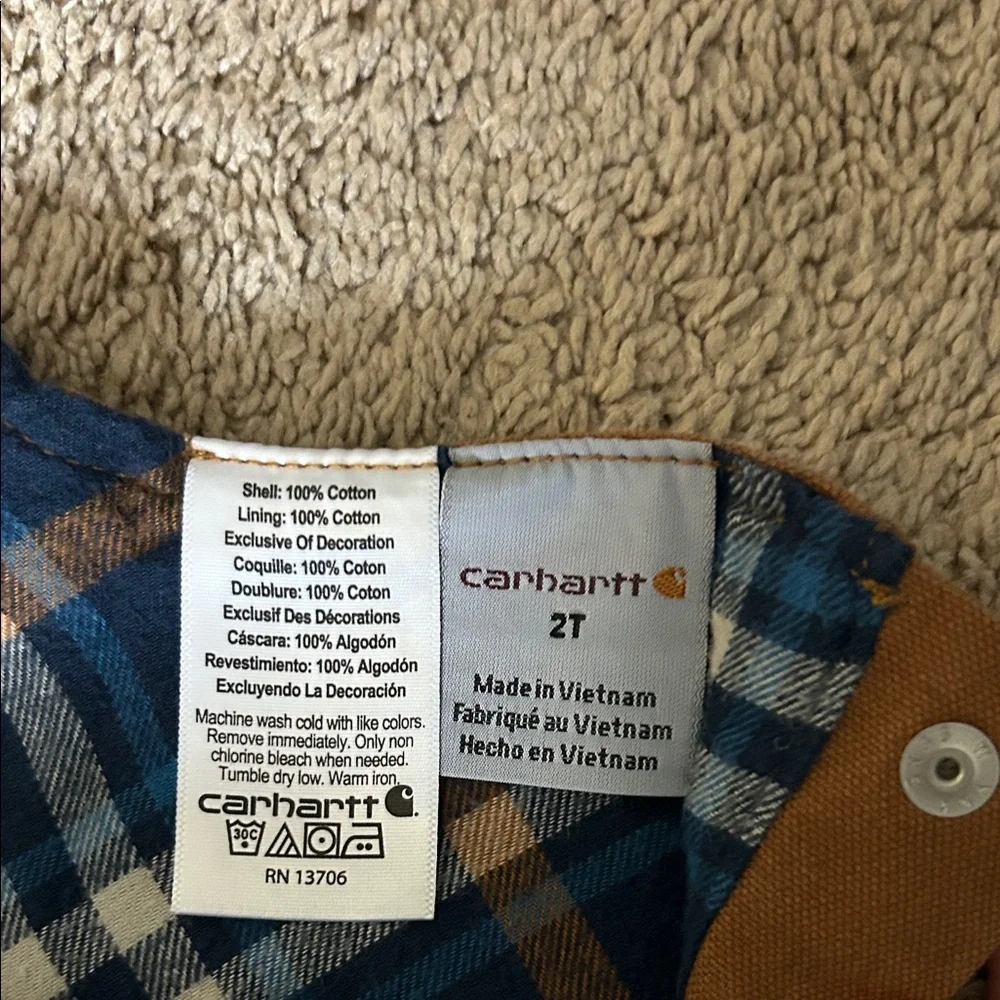 Shell: 100% Cotton
Lining: 100% Cotton
Exclusive Of Decoration
Coquille: 100% Coton
Doublure: 100% Coton
Exclusif Des Décorations
Cáscara: 100% Algodón
Revestimiento: 100% Algodón
Excluyendo La Decoración
Machine wash cold with like colors.
Remove immediately. Only non
chlorine bleach when needed.
Tumble dry low. Warm iron.
carhartt
30C
RN 13706
carhartt
2T
Made in Vietnam
Fabriqué au Vietnam
Hecho en Vietnam